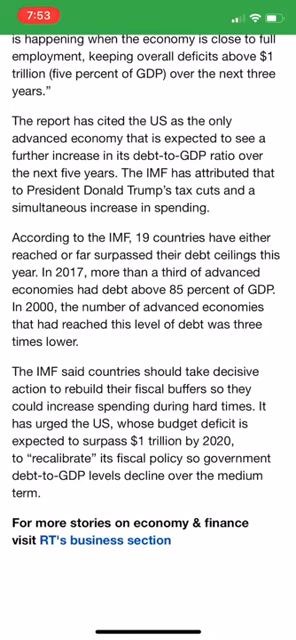 7:53
is happening when the economy is close to full
employment, keeping overall deficits above $1
trillion (five percent of GDP) over the next three
years.”
The report has cited the US as the only
advanced economy that is expected to see a
further increase in its debt-to-GDP ratio over
the next five years. The IMF has attributed that
to President Donald Trump’s tax cuts and a
simultaneous increase in spending.
According to the IMF, 19 countries have either
reached or far surpassed their debt ceilings this
year. In 2017, more than a third of advanced
economies had debt above 85 percent of GDP.
In 2000, the number of advanced economies
that had reached this level of debt was three
times lower.
The IMF said countries should take decisive
action to rebuild their fiscal buffers so they
could increase spending during hard times. It
has urged the US, whose budget deficit is
expected to surpass $1 trillion by 2020,
to “recalibrate” its fiscal policy so government
debt-to-GDP levels decline over the medium
term.
For more stories on economy & finance
visit RT's business section